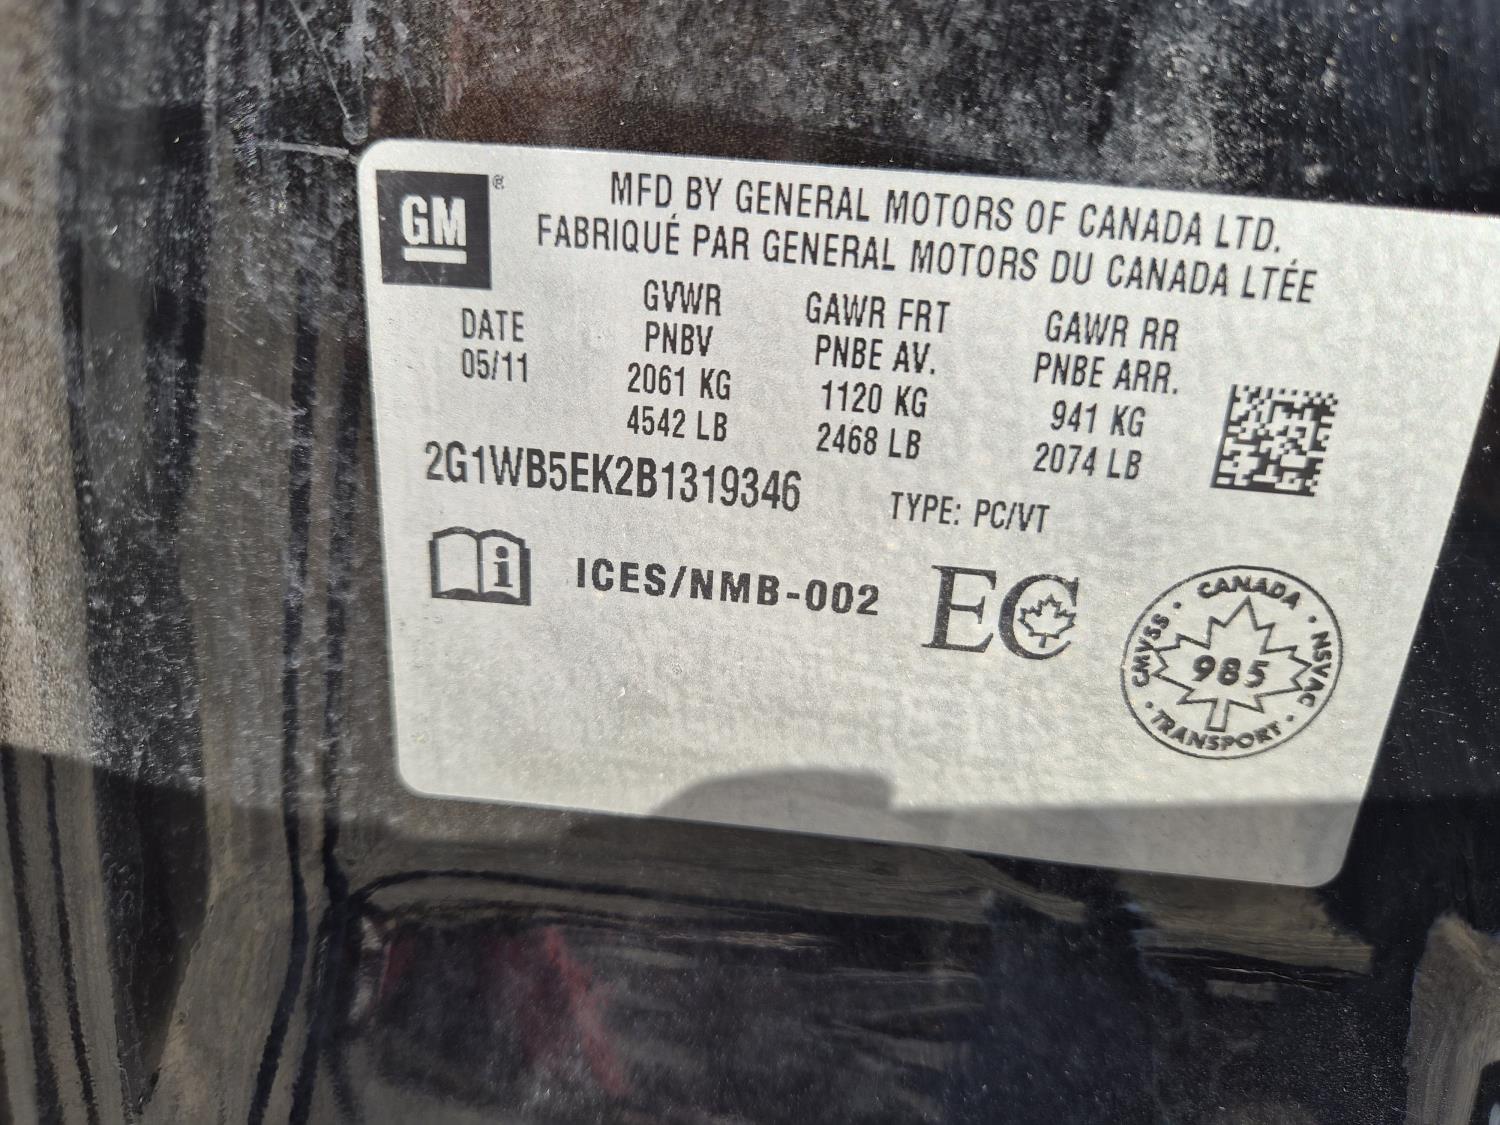 GM ®
MFD BY GENERAL MOTORS OF CANADA LTD.
FABRIQUÉ PAR GENERAL MOTORS DU CANADA LTÉE
DATE
05/11
GVWR
PNBV
2061 KG
4542 LB
GAWR FRT
PNBE AV.
1120 KG
2468 LB
GAWR RR
PNBE ARR.
941 KG
2074 LB
2G1WB5EK2B1319346
TYPE: PC/VT
i
ICES/NMB-002
EC
CANADA · NSVAC · TRANSPORT · CMVSS ·
985